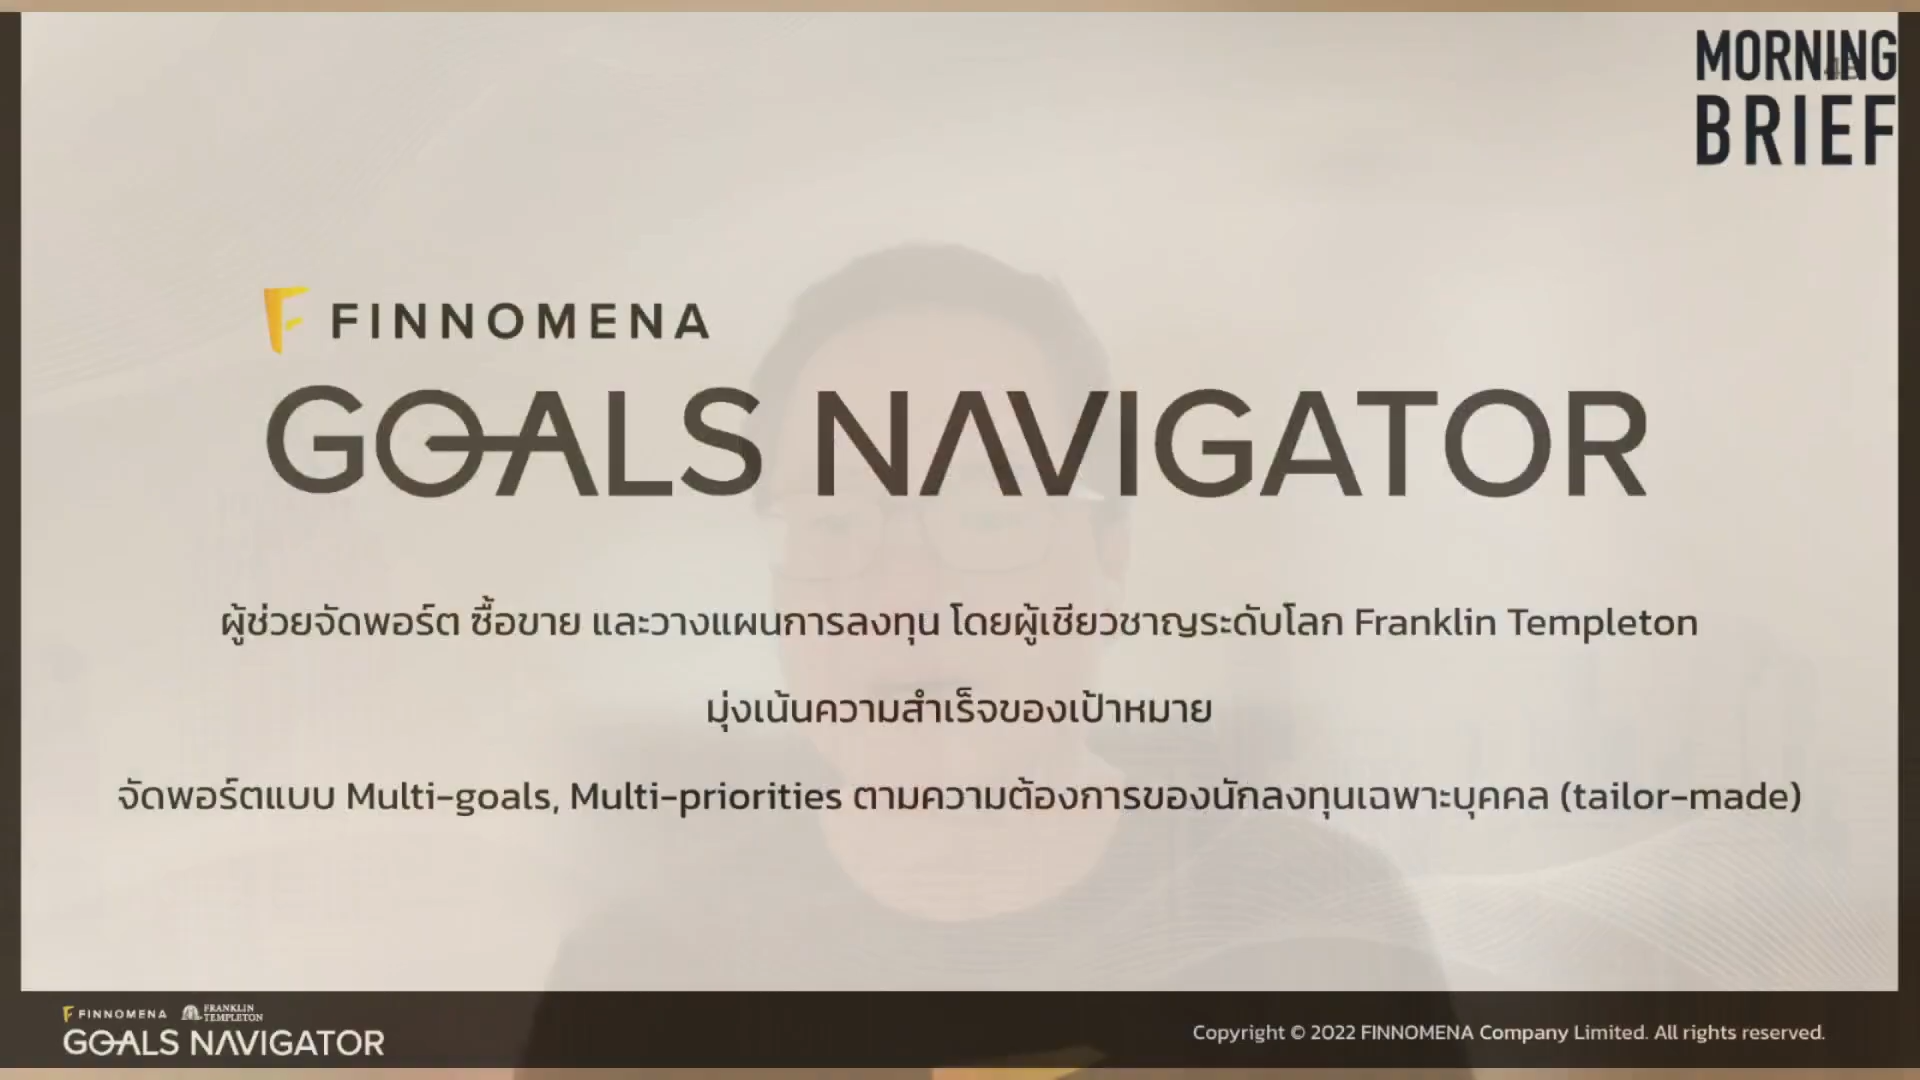 MORNING
BRIEF
FINNOMENA
GOALS NAVIGATOR
ผู้ช่วยจัดพอร์ต ซื้อขาย และวางแผนการลงทุน โดยผู้เชียวชาญระดับโลก Franklin Templeton
มุ่งเน้นความสำเร็จของเป้าหมาย
จัดพอร์ตแบบ Multi-goals, Multi-priorities ตามความต้องการของนักลงทุนเฉพาะบุคคล (tailor-made)
FINNOMENA FRANKLIN
TEMPLETON
GOALS NAVIGATOR
Copyright © 2022 FINNOMENA Company Limited. All rights reserved.